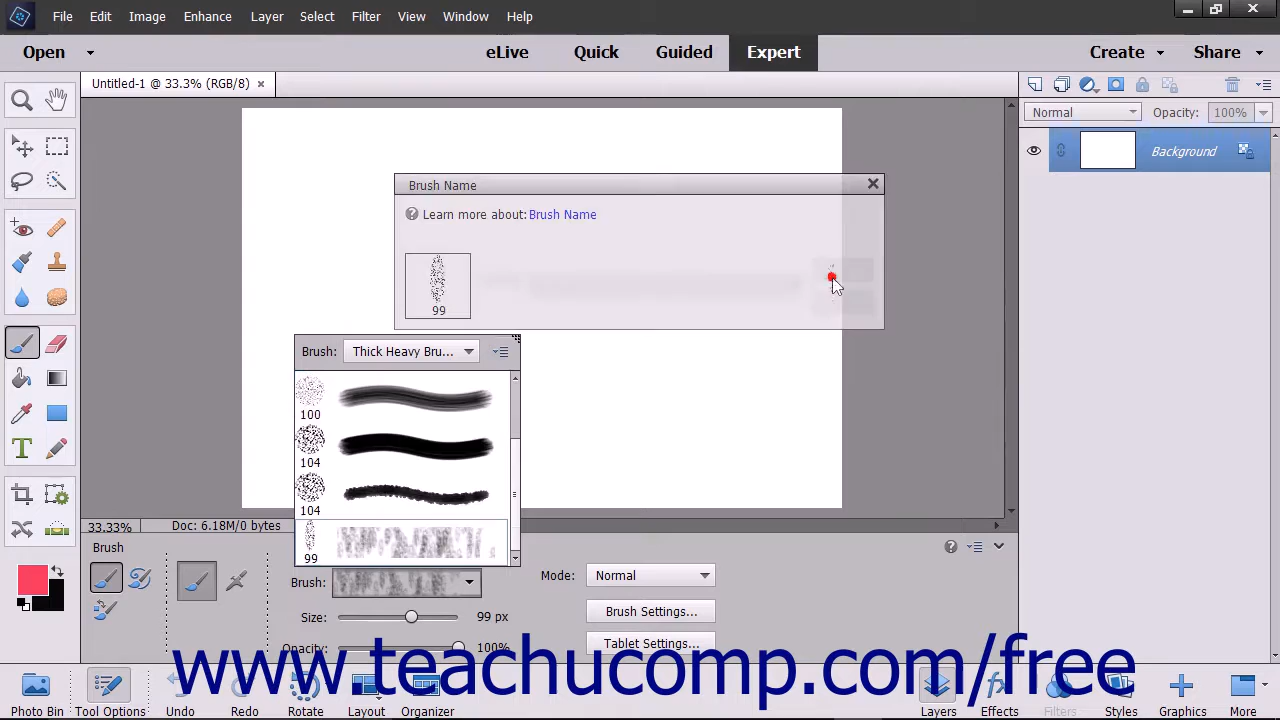 File Edit Image Enhance Layer Select Filter View Window Help
Open eLive Quick Guided Expert Create Share
Untitled-1 @ 33.3% (RGB/8) ×
Normal Opacity: 100%
Background
Brush Name
Learn more about: Brush Name
99
Brush: Thick Heavy Bru...
100
104
104
99
33.33% Doc: 6.18M/0 bytes
Brush
Brush: Mode: Normal
Size: 99 px Brush Settings...
Opacity: 100% Tablet Settings...
www.teachucomp.com/free
Photo Bin Tool Options Undo Redo Rotate Layout Organizer Layers Effects Filters Styles Graphics More